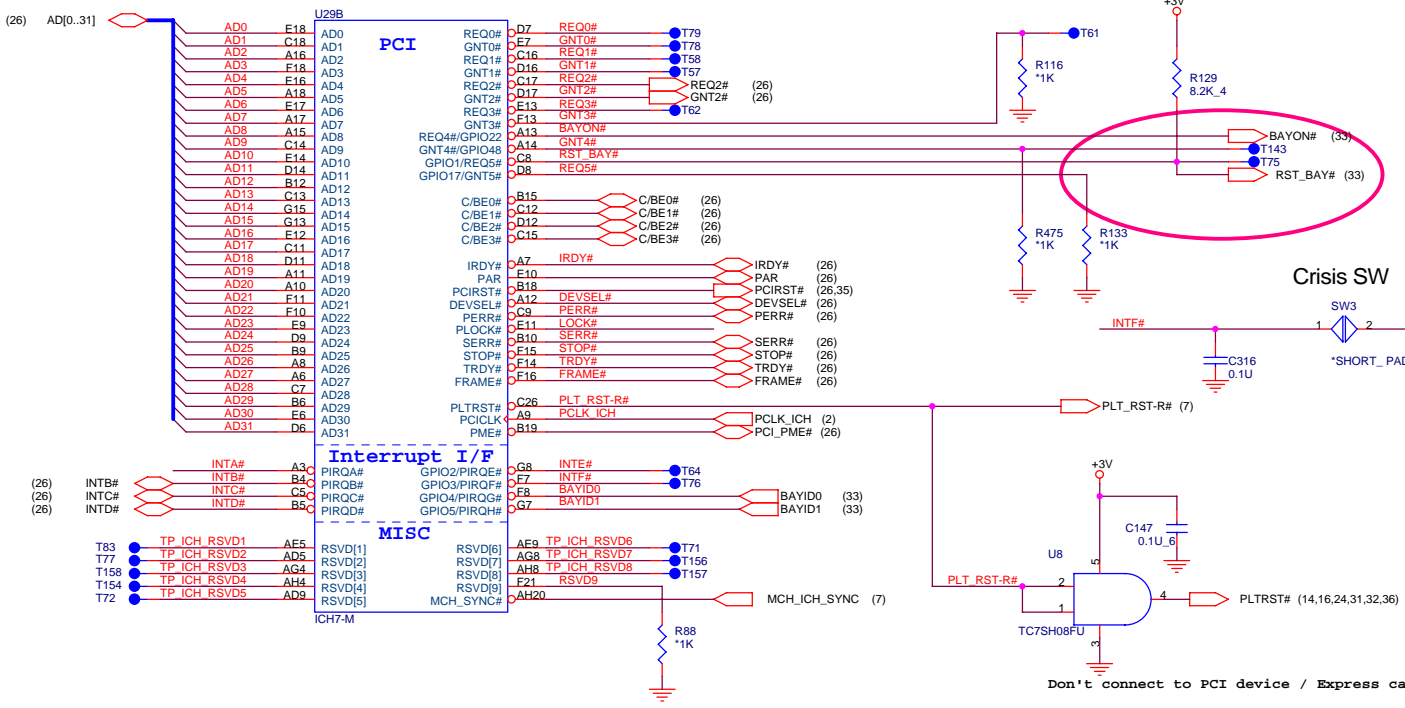 +3V
(26) AD[0..31]
U29B
PCI
AD0 E18 AD0 REQ0# D7 REQ0# T79
AD1 C18 AD1 GNT0# E7 GNT0# T78
AD2 A16 AD2 REQ1# C16 REQ1# T58
AD3 F18 AD3 GNT1# D16 GNT1# T57
AD4 E16 AD4 REQ2# C17 REQ2# REQ2# (26)
AD5 A18 AD5 GNT2# D17 GNT2# GNT2# (26)
AD6 E17 AD6 REQ3# E13 REQ3# T62
AD7 A17 AD7 GNT3# F13 GNT3# T61
AD8 A15 AD8 REQ4#/GPIO22 A13 BAYON# BAYON# (33)
AD9 C14 AD9 GNT4#/GPIO48 A14 GNT4# T143
AD10 E14 AD10 GPIO1/REQ5# C8 RST_BAY# T75
AD11 D14 AD11 GPIO17/GNT5# D8 REQ5# RST_BAY# (33)
R116
*1K
R129
8.2K_4
AD12 B12 AD12
AD13 C13 AD13 C/BE0# B15 C/BE0# (26)
AD14 G15 AD14 C/BE1# C12 C/BE1# (26)
AD15 G13 AD15 C/BE2# D12 C/BE2# (26)
AD16 E12 AD16 C/BE3# C15 C/BE3# (26)
R475
*1K
R133
*1K
AD17 C11 AD17
AD18 D11 AD18 IRDY# A7 IRDY# IRDY# (26)
AD19 A11 AD19 PAR E10 PAR (26)
AD20 A10 AD20 PCIRST# B18 PCIRST# (26,35)
AD21 F11 AD21 DEVSEL# A12 DEVSEL# DEVSEL# (26)
AD22 F10 AD22 PERR# C9 PERR# PERR# (26)
AD23 E9 AD23 PLOCK# E11 LOCK#
AD24 D9 AD24 SERR# B10 SERR# SERR# (26)
AD25 B9 AD25 STOP# F15 STOP# STOP# (26)
AD26 A8 AD26 TRDY# F14 TRDY# TRDY# (26)
AD27 A6 AD27 FRAME# F16 FRAME# FRAME# (26)
AD28 C7 AD28
AD29 B6 AD29 PLTRST# C26 PLT_RST-R# PLT_RST-R# (7)
AD30 E6 AD30 PCICLK A9 PCLK_ICH PCLK_ICH (2)
AD31 D6 AD31 PME# B19 PCI_PME# (26)
Crisis SW
SW3
INTF# 1 2
C316
0.1U
*SHORT_ PAD
Interrupt I/F
INTA# A3 PIRQA# GPIO2/PIRQE# G8 INTE# T64
(26) INTB# INTB# B4 PIRQB# GPIO3/PIRQF# F7 INTF# T76
(26) INTC# INTC# C5 PIRQC# GPIO4/PIRQG# F8 BAYID0 BAYID0 (33)
(26) INTD# INTD# B5 PIRQD# GPIO5/PIRQH# G7 BAYID1 BAYID1 (33)
MISC
T83 TP_ICH_RSVD1 AE5 RSVD[1] RSVD[6] AE9 TP_ICH_RSVD6 T71
T77 TP_ICH_RSVD2 AD5 RSVD[2] RSVD[7] AG8 TP_ICH_RSVD7 T156
T158 TP_ICH_RSVD3 AG4 RSVD[3] RSVD[8] AH8 TP_ICH_RSVD8 T157
T154 TP_ICH_RSVD4 AH4 RSVD[4] RSVD[9] F21 RSVD9
T72 TP_ICH_RSVD5 AD9 RSVD[5] MCH_SYNC# AH20 MCH_ICH_SYNC (7)
ICH7-M
R88
*1K
+3V
C147
0.1U_6
U8
5
PLT_RST-R# 2
1
4 PLTRST# (14,16,24,31,32,36)
TC7SH08FU
3
Don't connect to PCI device / Express ca